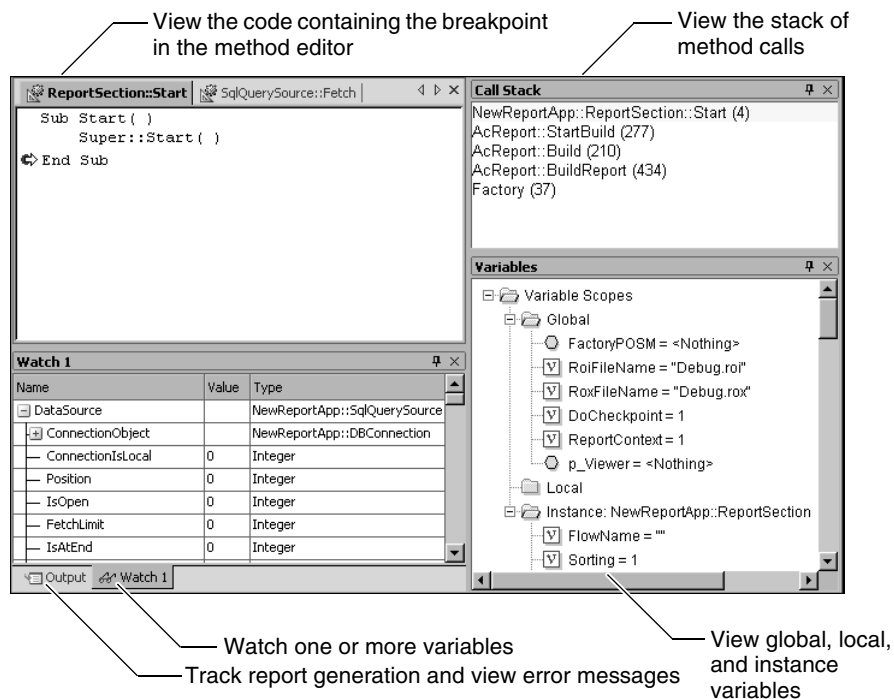 View the code containing the breakpoint
in the method editor
View the stack of
method calls
ReportSection::Start
SqlQuerySource::Fetch
Sub Start( )
Super::Start( )
End Sub
Call Stack
NewReportApp::ReportSection::Start (4)
AcReport::StartBuild (277)
AcReport::Build (210)
AcReport::BuildReport (434)
Factory (37)
Variables
Variable Scopes
Global
FactoryPOSM = <Nothing>
RoiFileName = "Debug.roi"
RoxFileName = "Debug.rox"
DoCheckpoint = 1
ReportContext = 1
p_Viewer = <Nothing>
Local
Instance: NewReportApp::ReportSection
FlowName = ""
Sorting = 1
Watch 1
Name Value Type
DataSource NewReportApp::SqlQuerySource
ConnectionObject NewReportApp::DBConnection
ConnectionIsLocal 0 Integer
Position 0 Integer
IsOpen 0 Integer
FetchLimit 0 Integer
IsAtEnd 0 Integer
Output Watch 1
Watch one or more variables
Track report generation and view error messages
View global, local,
and instance
variables